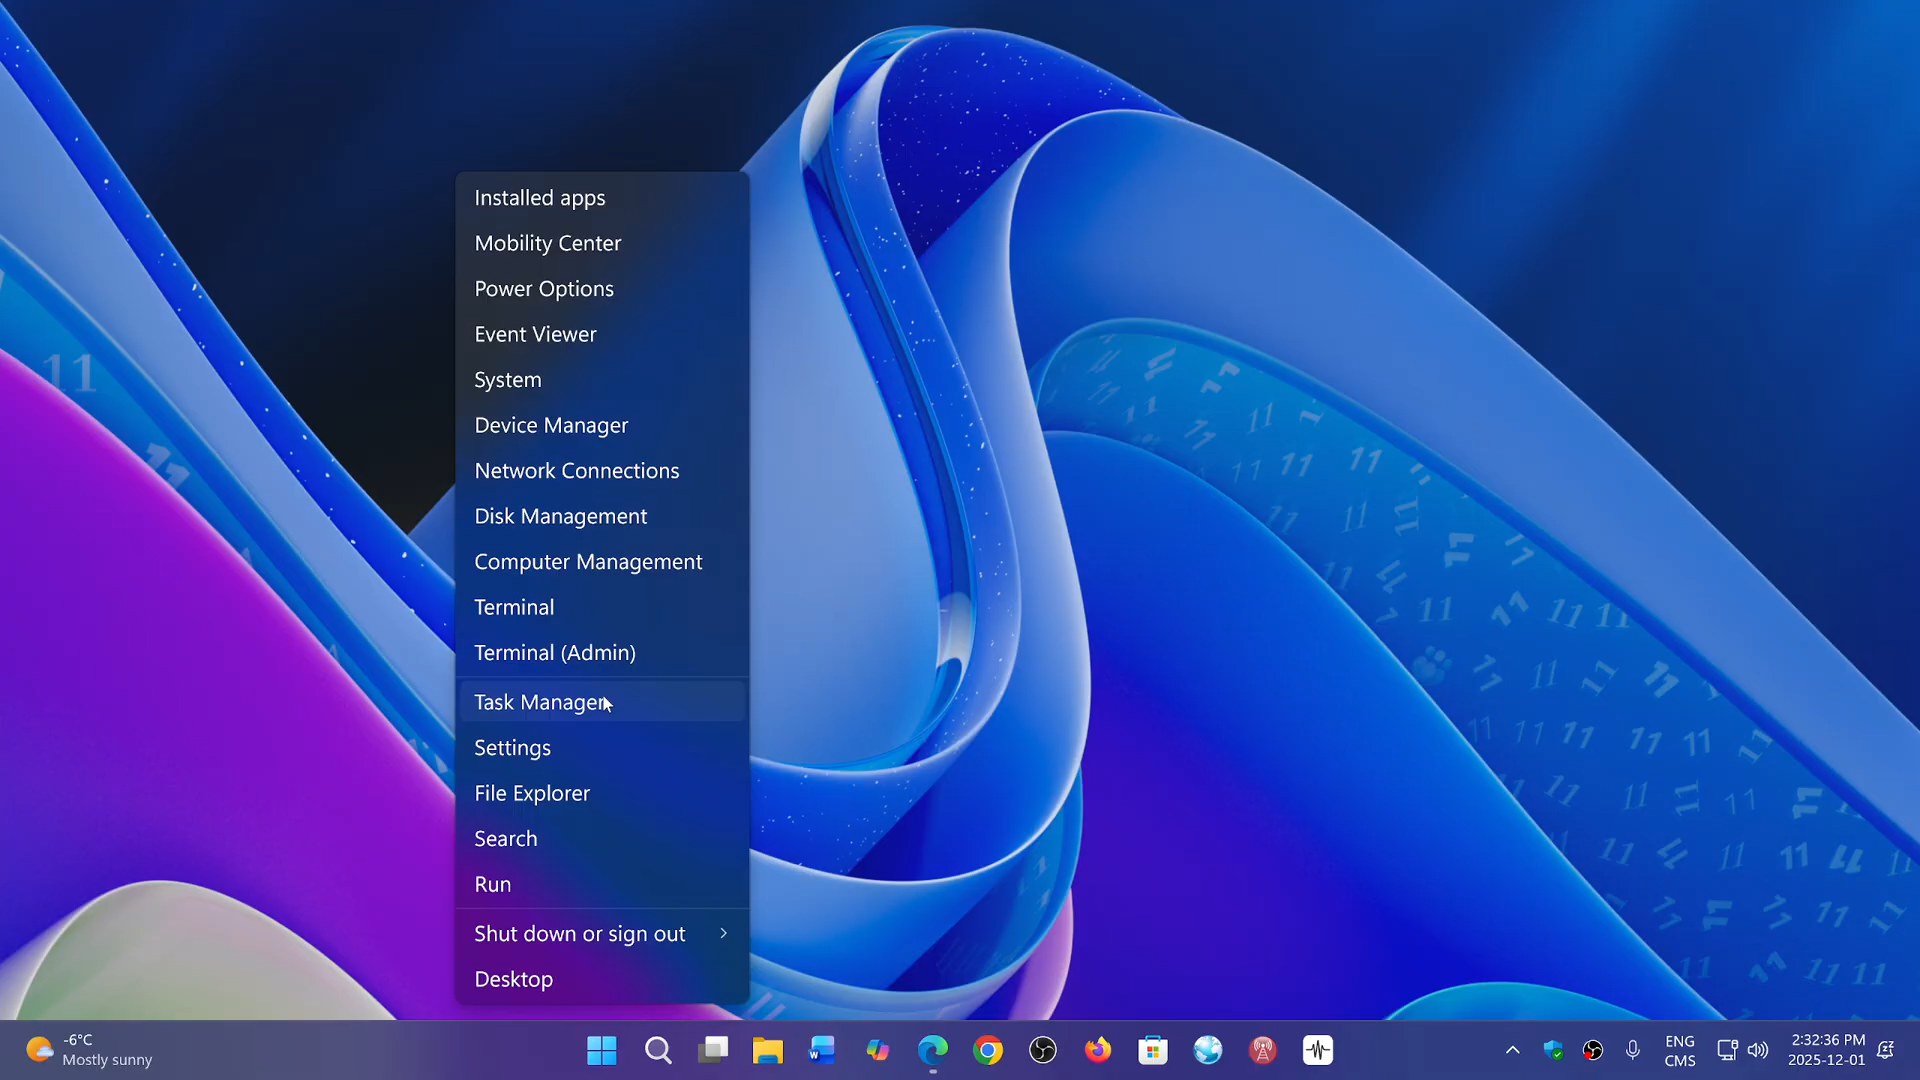 Installed apps
Mobility Center
Power Options
Event Viewer
System
Device Manager
Network Connections
Disk Management
Computer Management
Terminal
Terminal (Admin)
Task Manager
Settings
File Explorer
Search
Run
Shut down or sign out
Desktop
-6°C
Mostly sunny
ENG
CMS
2:32:36 PM
2025-12-01